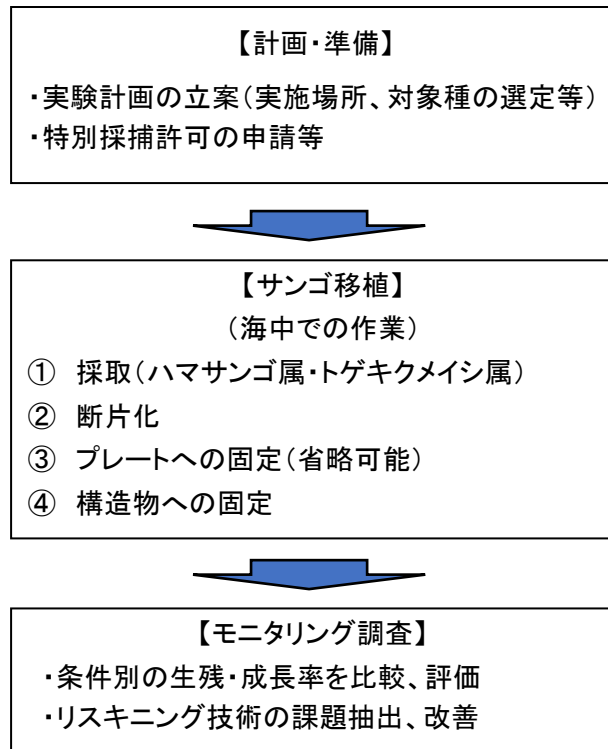 【計画・準備】
・実験計画の立案(実施場所、対象種の選定等)
・特別採捕許可の申請等
【サンゴ移植】
(海中での作業)
① 採取(ハマサンゴ属・トゲキクメイシ属)
② 断片化
③ プレートへの固定(省略可能)
④ 構造物への固定
【モニタリング調査】
・条件別の生残・成長率を比較、評価
・リスキニング技術の課題抽出、改善